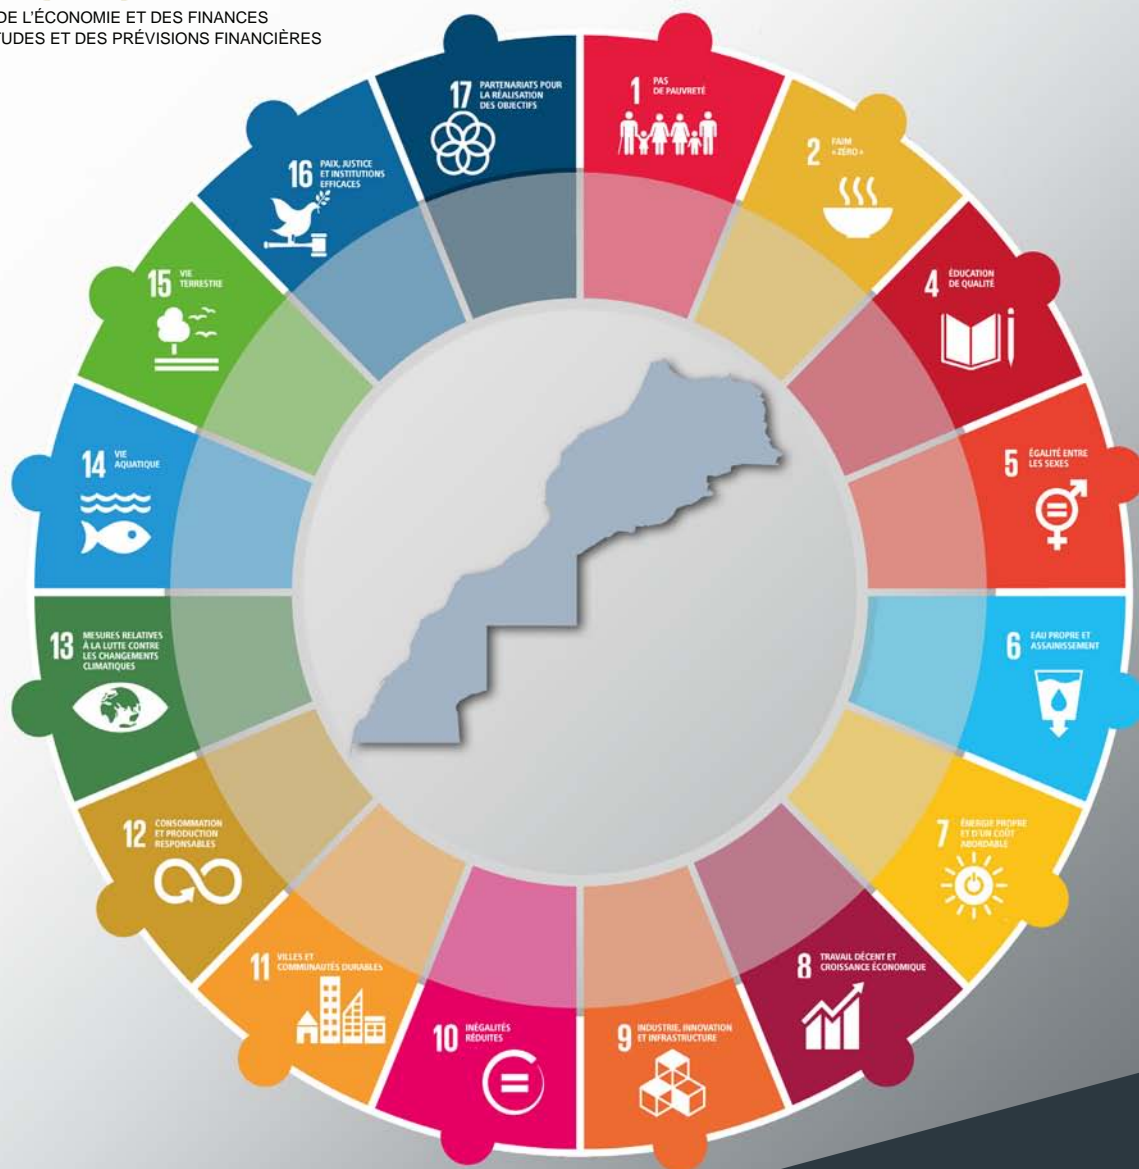 DE L'ÉCONOMIE ET DES FINANCES
TUDES ET DES PRÉVISIONS FINANCIÈRES
1
PAS
DE PAUVRETÉ
2
FAIM
« ZÉRO »
4
ÉDUCATION
DE QUALITÉ
5
ÉGALITÉ ENTRE
LES SEXES
6
EAU PROPRE ET
ASSAINISSEMENT
7
ÉNERGIE PROPRE
ET D'UN COÛT
ABORDABLE
8
TRAVAIL DÉCENT ET
CROISSANCE ÉCONOMIQUE
9
INDUSTRIE, INNOVATION
ET INFRASTRUCTURE
10
INÉGALITÉS
RÉDUITES
11
VILLES ET
COMMUNAUTÉS DURABLES
12
CONSOMMATION
ET PRODUCTION
RESPONSABLES
13
MESURES RELATIVES
À LA LUTTE CONTRE
LES CHANGEMENTS
CLIMATIQUES
14
VIE
AQUATIQUE
15
VIE
TERRESTRE
16
PAIX, JUSTICE
ET INSTITUTIONS
EFFICACES
17
PARTENARIATS POUR
LA RÉALISATION
DES OBJECTIFS